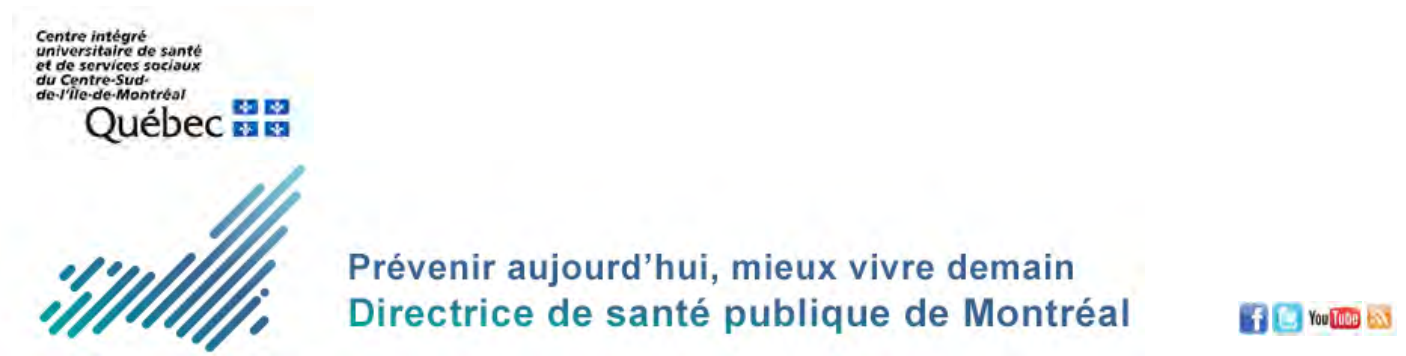 Centre intégré
universitaire de santé
et de services sociaux
du Centre-Sud-
de-l'Île-de-Montréal
Québec
Prévenir aujourd'hui, mieux vivre demain
Directrice de santé publique de Montréal
You Tube